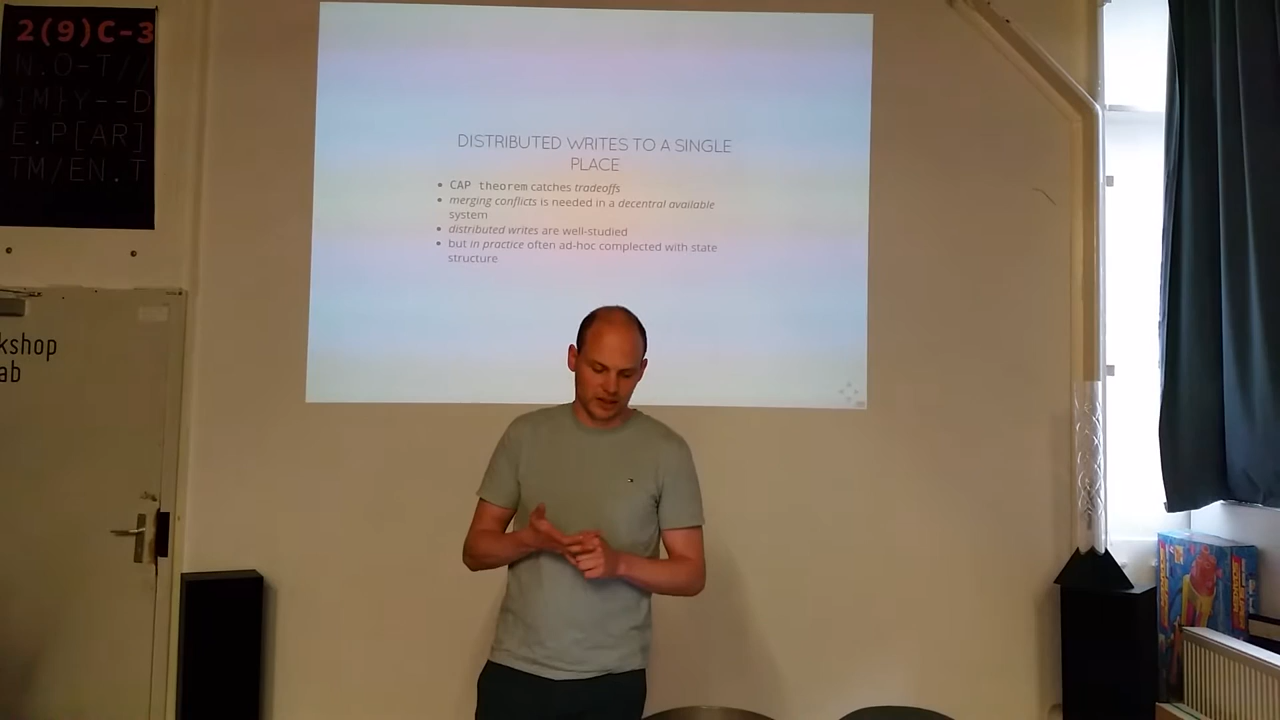 2(9)C-3
N.O-T//
{M}Y--D
E.P[AR]
TM/EN.T
kshop
ab
DISTRIBUTED WRITES TO A SINGLE
PLACE
• CAP theorem catches tradeoffs
• merging conflicts is needed in a decentral available
system
• distributed writes are well-studied
• but in practice often ad-hoc complected with state
structure